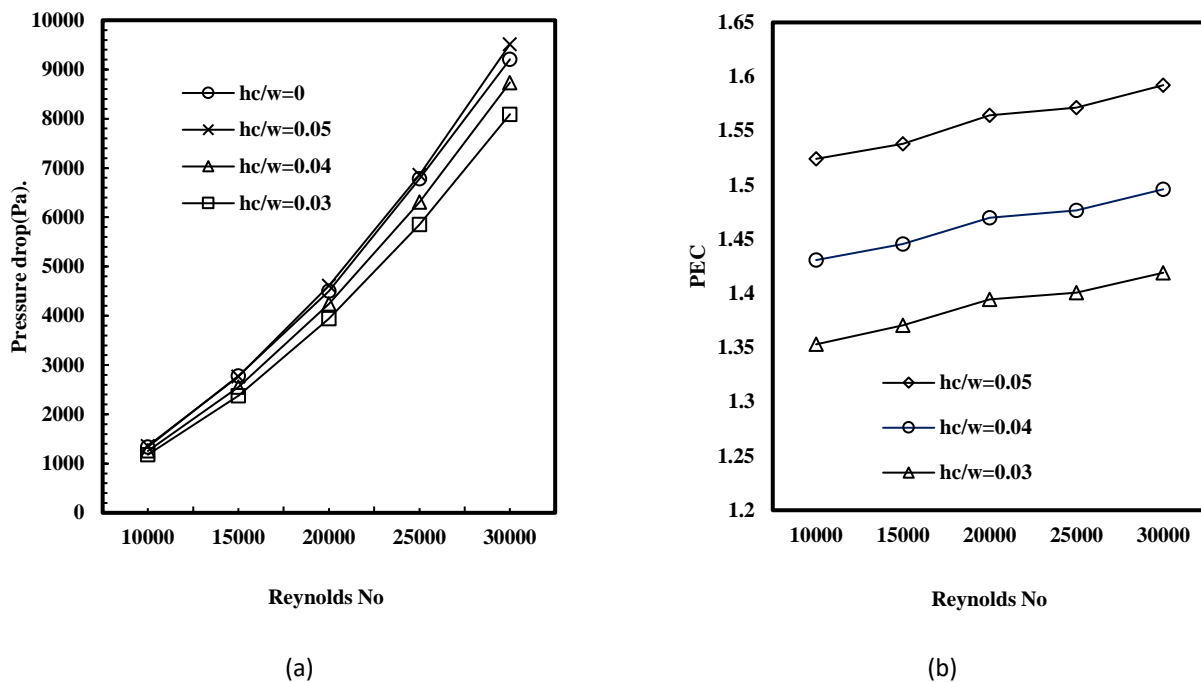 10000
9000
8000
7000
6000
5000
4000
3000
2000
1000
0
Pressure drop(Pa).
hc/w=0
hc/w=0.05
hc/w=0.04
hc/w=0.03
10000 15000 20000 25000 30000
Reynolds No
(a)
1.65
1.6
1.55
1.5
1.45
1.4
1.35
1.3
1.25
1.2
PEC
hc/w=0.05
hc/w=0.04
hc/w=0.03
10000 15000 20000 25000 30000
Reynolds No
(b)